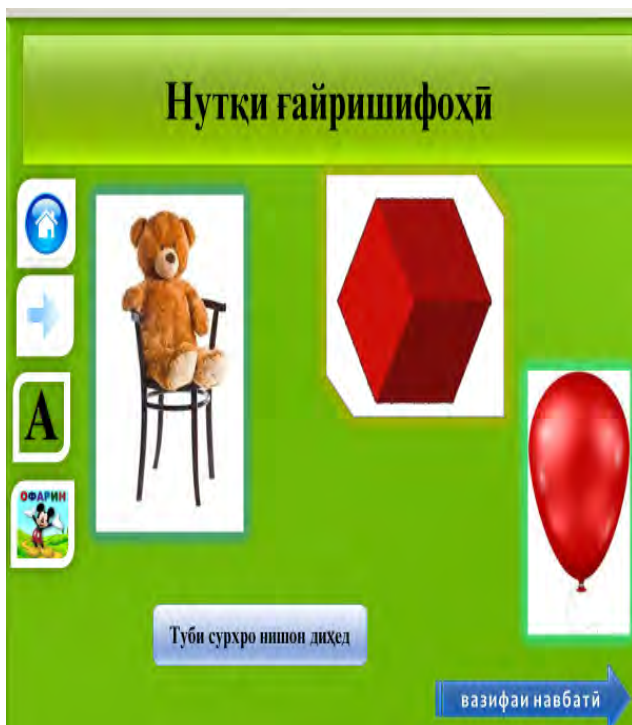 Нутқи ғайришифоҳӣ
А
ОФАРИН
Туби сурхро нишон диҳед
вазифаи навбатӣ